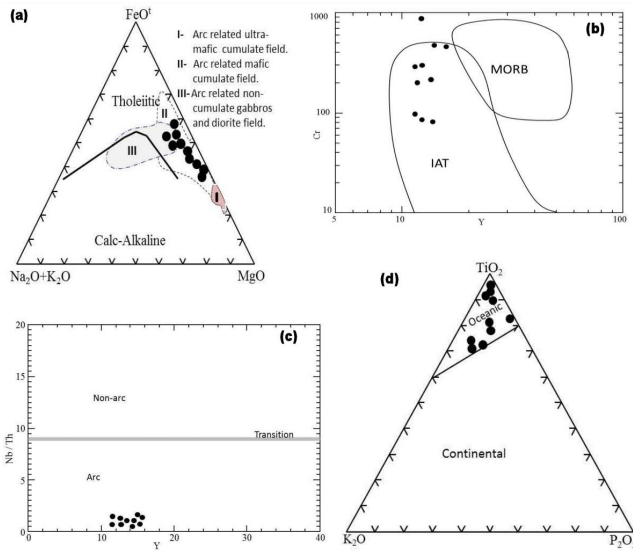 (a)
FeOᵗ
I- Arc related ultra-
mafic cumulate field.
II- Arc related mafic
cumulate field.
III-Arc related non-
cumulate gabbros
and diorite field.
Tholeiitic
II
III
I
Calc-Alkaline
Na₂O+K₂O
MgO
(b)
1000
100
10
Cr
MORB
IAT
5
10
Y
100
(c)
20
15
10
5
0
Nb / Th
Non-arc
Transition
Arc
0
10
20
30
40
Y
(d)
TiO₂
Oceanic
Continental
K₂O
P₂O